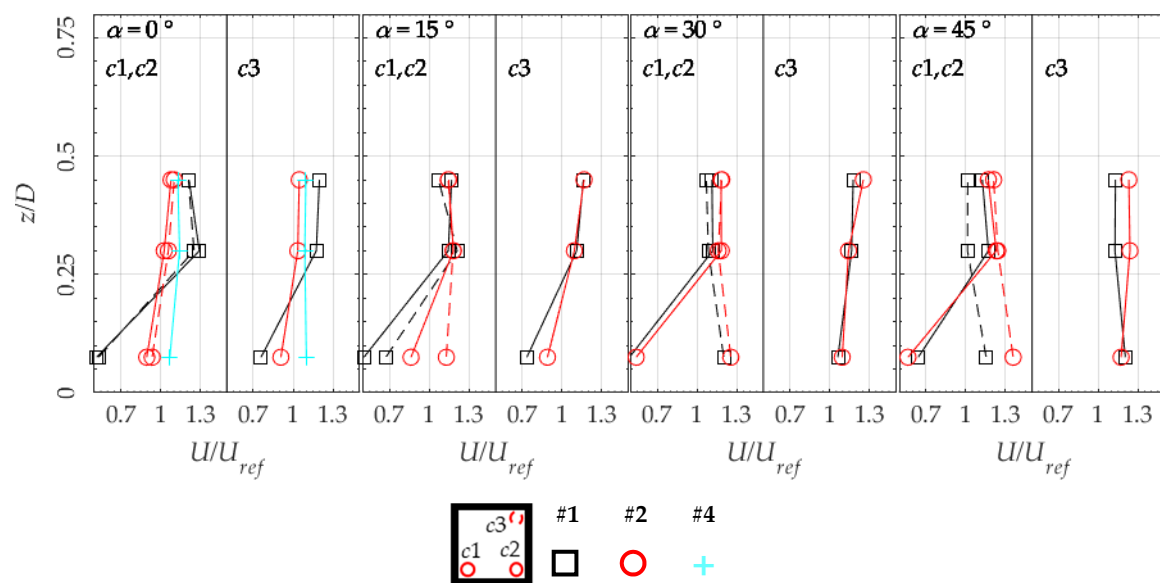 α = 0 ° α = 15 ° α = 30 ° α = 45 °
c1,c2 c3 c1,c2 c3 c1,c2 c3 c1,c2 c3
0.75
0.5
0.25
0
z/D
0.7 1 1.3 0.7 1 1.3 0.7 1 1.3 0.7 1 1.3 0.7 1 1.3 0.7 1 1.3 0.7 1 1.3 0.7 1 1.3
U/Uref U/Uref U/Uref U/Uref
#1 #2 #4
c3
c1 c2